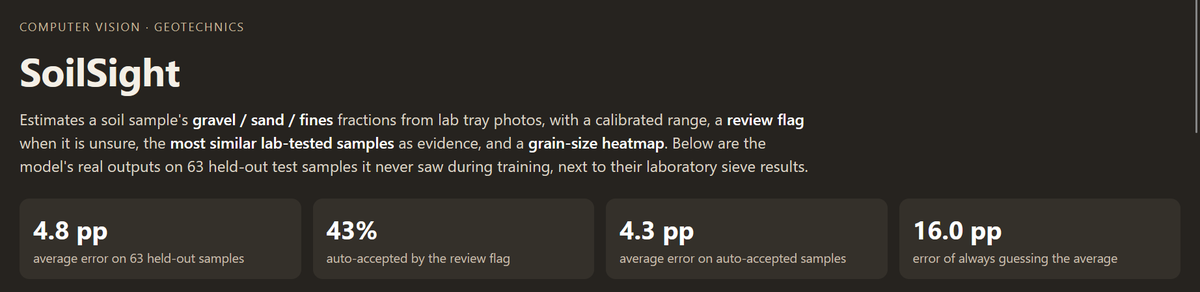 COMPUTER VISION · GEOTECHNICS
SoilSight
Estimates a soil sample's gravel / sand / fines fractions from lab tray photos, with a calibrated range, a review flag
when it is unsure, the most similar lab-tested samples as evidence, and a grain-size heatmap. Below are the
model's real outputs on 63 held-out test samples it never saw during training, next to their laboratory sieve results.
4.8 pp
average error on 63 held-out samples
43%
auto-accepted by the review flag
4.3 pp
average error on auto-accepted samples
16.0 pp
error of always guessing the average